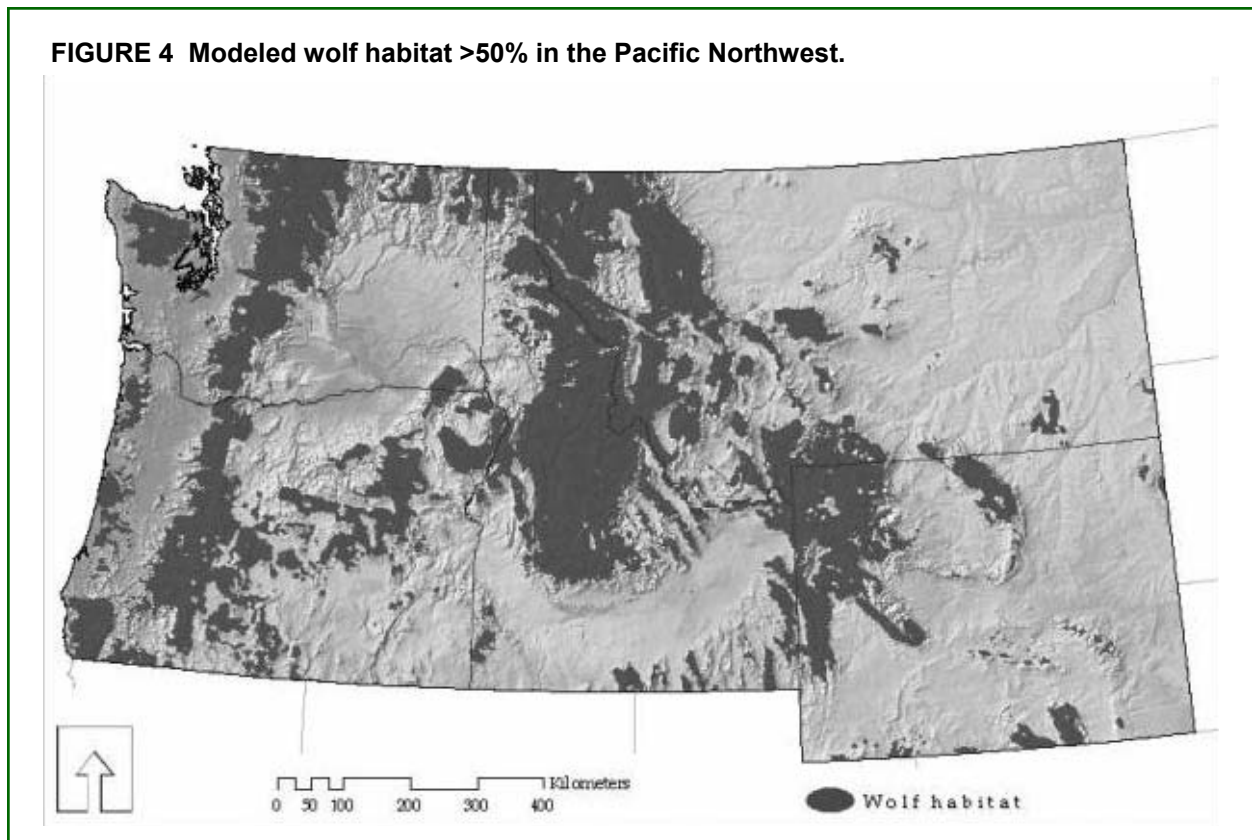 FIGURE 4 Modeled wolf habitat >50% in the Pacific Northwest.
Kilometers
0 50 100 200 300 400
Wolf habitat